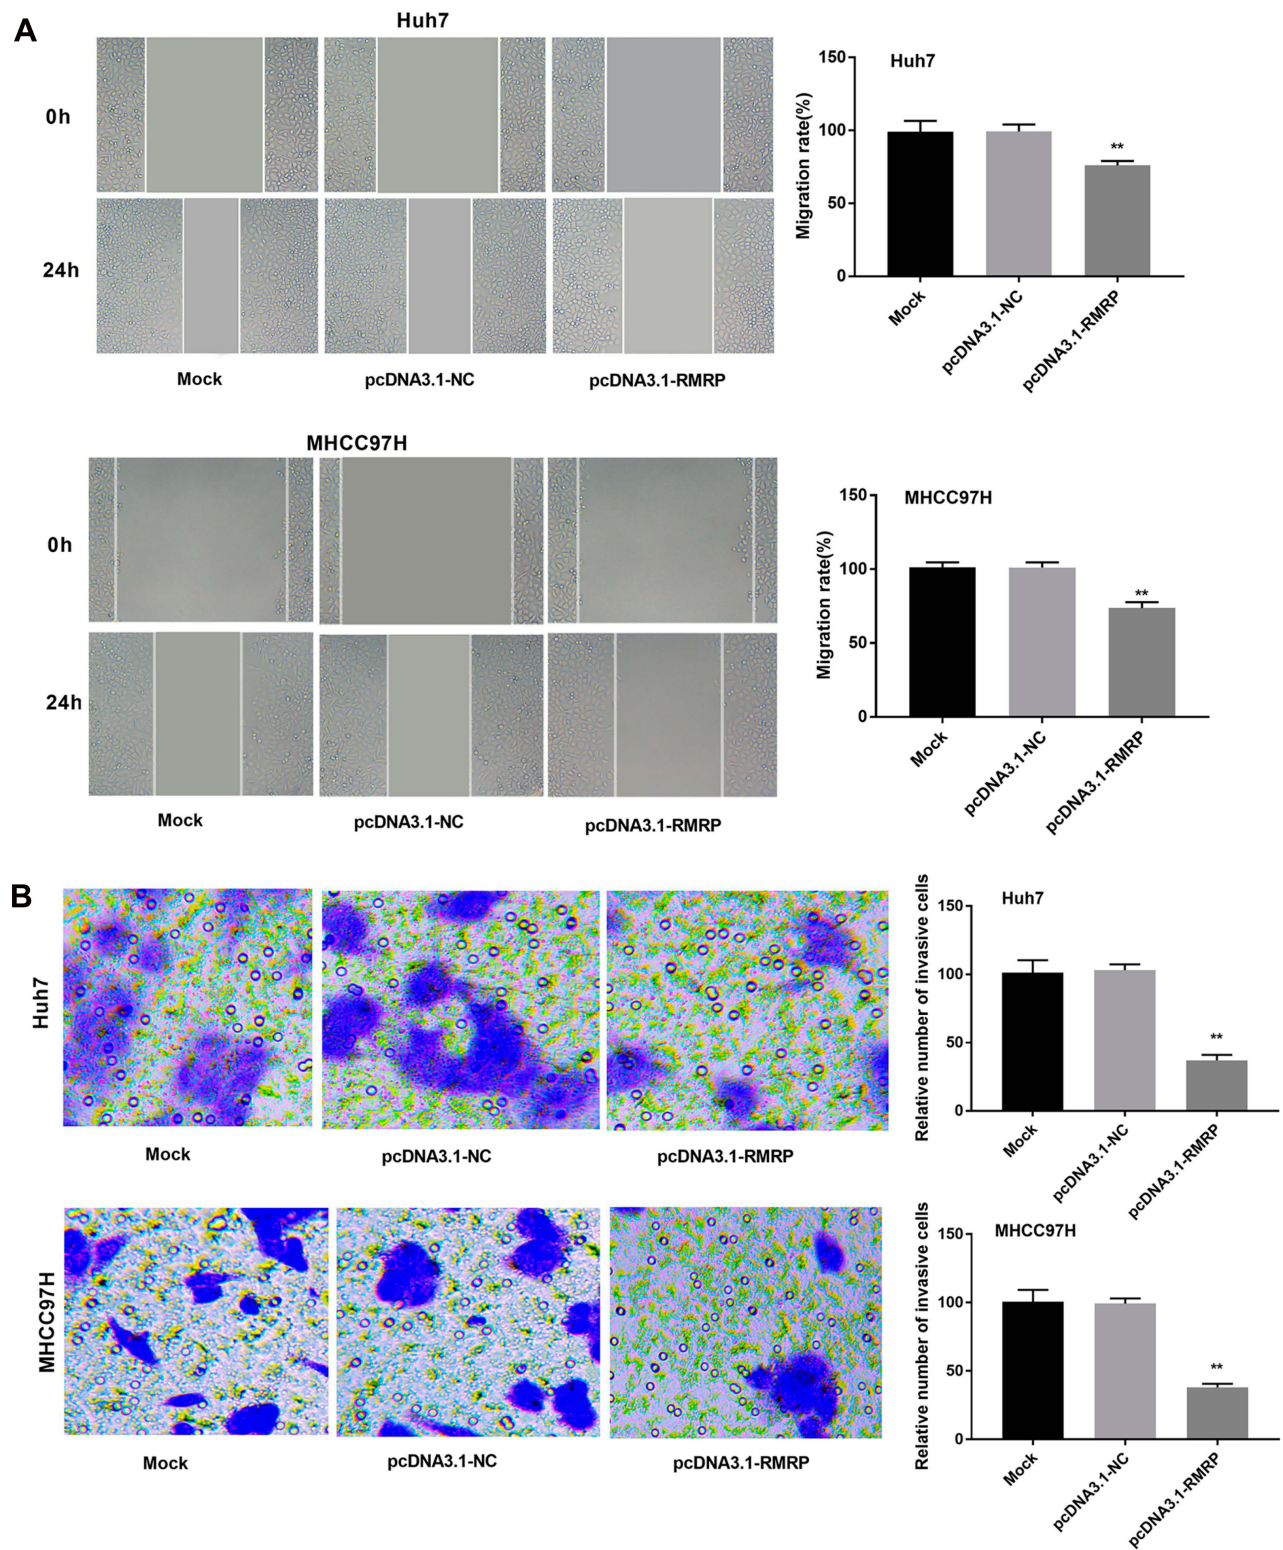 A
Huh7
0h
24h
Mock
pcDNA3.1-NC
pcDNA3.1-RMRP
Huh7
Migration rate(%)
150
100
50
0
**
Mock
pcDNA3.1-NC
pcDNA3.1-RMRP
MHCC97H
0h
24h
Mock
pcDNA3.1-NC
pcDNA3.1-RMRP
MHCC97H
Migration rate(%)
150
100
50
0
**
Mock
pcDNA3.1-NC
pcDNA3.1-RMRP
B
Huh7
Mock
pcDNA3.1-NC
pcDNA3.1-RMRP
Huh7
Relative number of invasive cells
150
100
50
0
**
Mock
pcDNA3.1-NC
pcDNA3.1-RMRP
MHCC97H
Mock
pcDNA3.1-NC
pcDNA3.1-RMRP
MHCC97H
Relative number of invasive cells
150
100
50
0
**
Mock
pcDNA3.1-NC
pcDNA3.1-RMRP